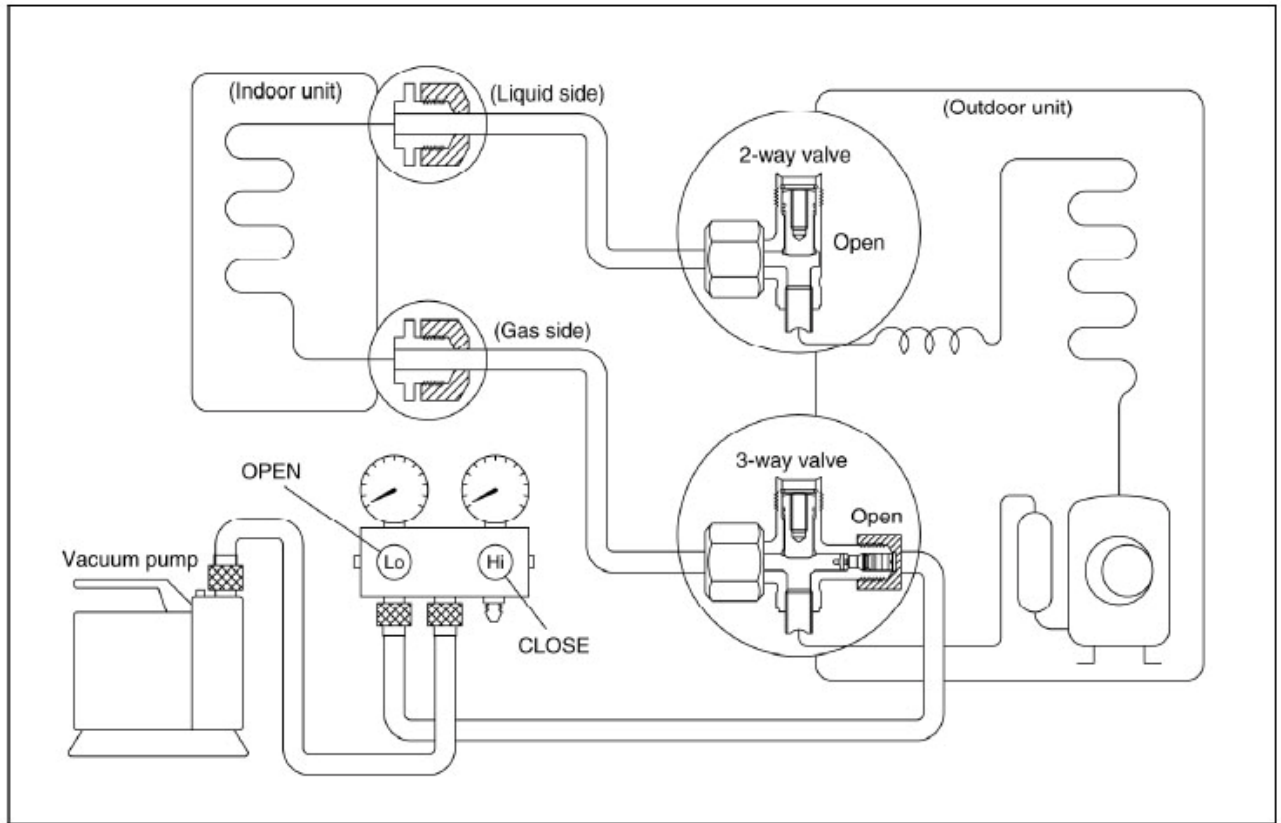 (Indoor unit)
(Liquid side)
(Outdoor unit)
2-way valve
Open
(Gas side)
3-way valve
Open
OPEN
Vacuum pump
Lo
Hi
CLOSE